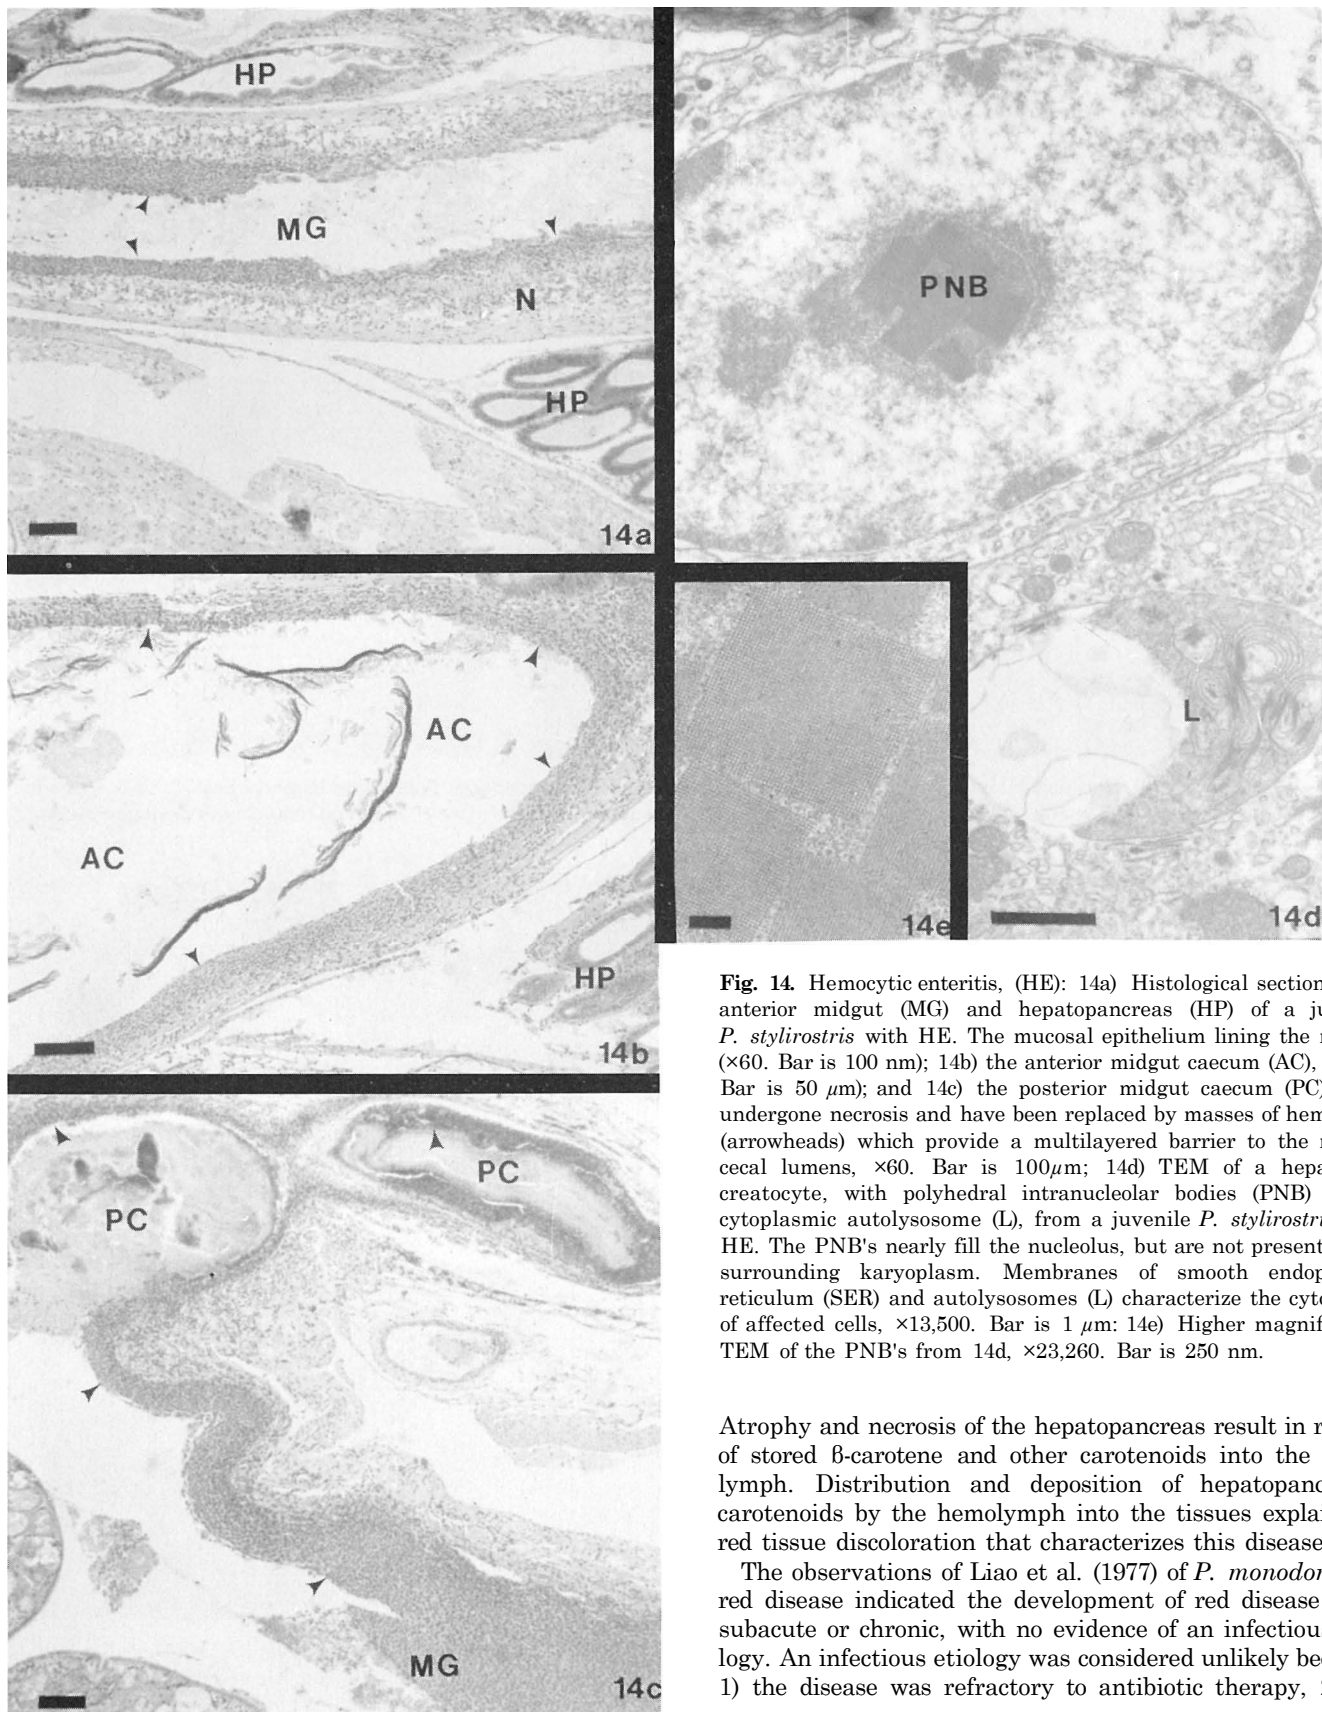 HP
MG
N
HP
14a
PNB
L
14d
14e
AC
AC
HP
14b
PC
PC
MG
14c
Fig. 14. Hemocytic enteritis, (HE): 14a) Histological section
anterior midgut (MG) and hepatopancreas (HP) of a ju
P. stylirostris with HE. The mucosal epithelium lining the
(×60. Bar is 100 nm); 14b) the anterior midgut caecum (AC),
Bar is 50 µm); and 14c) the posterior midgut caecum (PC)
undergone necrosis and have been replaced by masses of hem
(arrowheads) which provide a multilayered barrier to the
cecal lumens, ×60. Bar is 100µm; 14d) TEM of a hepa
creatocyte, with polyhedral intranucleolar bodies (PNB)
cytoplasmic autolysosome (L), from a juvenile P. stylirostri
HE. The PNB's nearly fill the nucleolus, but are not present
surrounding karyoplasm. Membranes of smooth endop
reticulum (SER) and autolysosomes (L) characterize the cyto
of affected cells, ×13,500. Bar is 1 µm: 14e) Higher magnif
TEM of the PNB's from 14d, ×23,260. Bar is 250 nm.
Atrophy and necrosis of the hepatopancreas result in r
of stored ß-carotene and other carotenoids into the
lymph. Distribution and deposition of hepatopanc
carotenoids by the hemolymph into the tissues explai
red tissue discoloration that characterizes this disease
The observations of Liao et al. (1977) of P. monodon
red disease indicated the development of red disease
subacute or chronic, with no evidence of an infectious
logy. An infectious etiology was considered unlikely bec
1) the disease was refractory to antibiotic therapy,